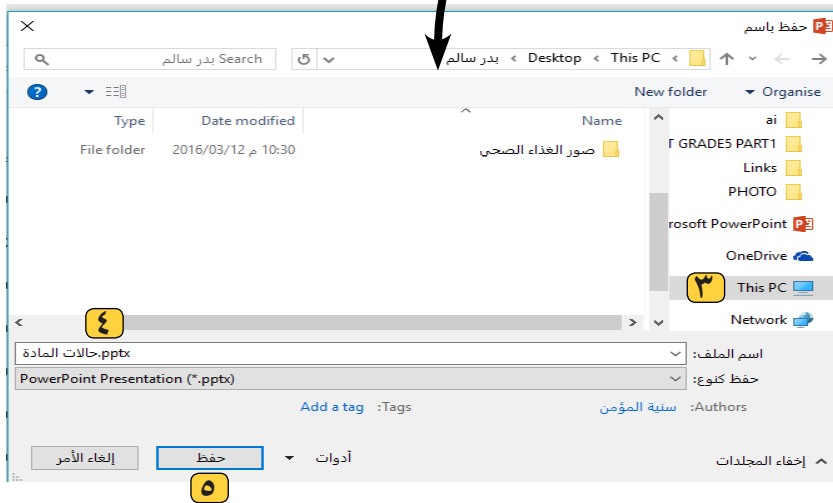 حفظ باسم
This PC › Desktop › بدر سالم
Search بدر سالم
Organise New folder
Name Date modified Type
صور الغذاء الصحي 10:30 م 2016/03/12 File folder
ai
T GRADE5 PART1
Links
PHOTO
rosoft PowerPoint
OneDrive
This PC ٣
Network
٤
اسم الملف: حالات المادة.pptx
حفظ كنوع: PowerPoint Presentation (*.pptx)
Authors: سنية المؤمن Tags: Add a tag
إخفاء المجلدات أدوات حفظ إلغاء الأمر
٥